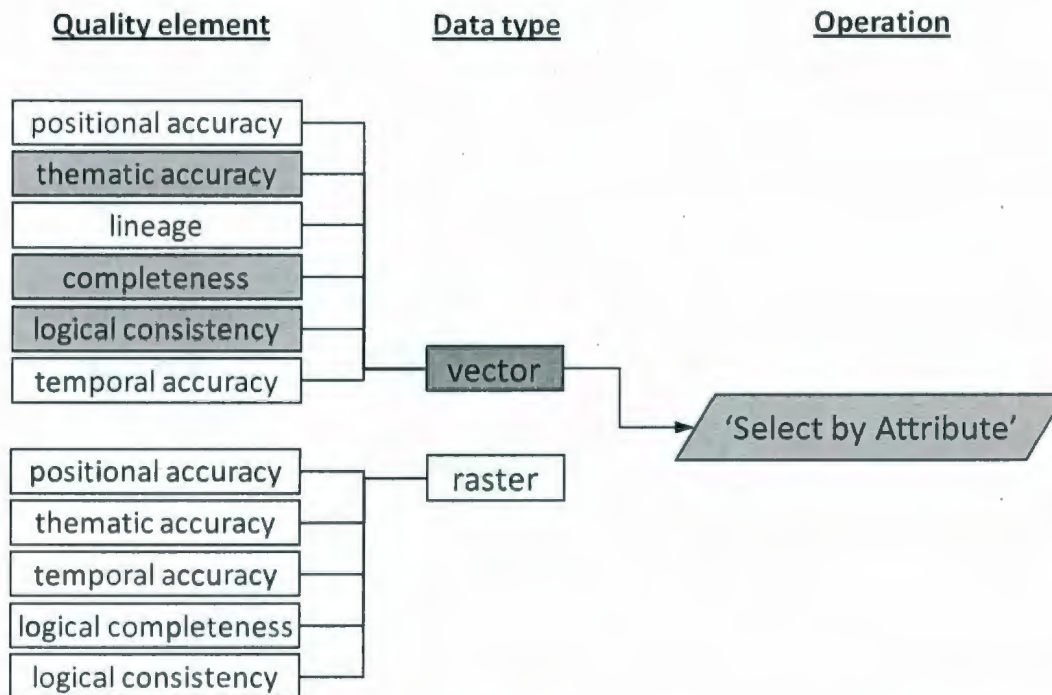 Quality element
Data type
Operation
positional accuracy
thematic accuracy
lineage
completeness
logical consistency
temporal accuracy
vector
'Select by Attribute'
positional accuracy
thematic accuracy
temporal accuracy
logical completeness
logical consistency
raster